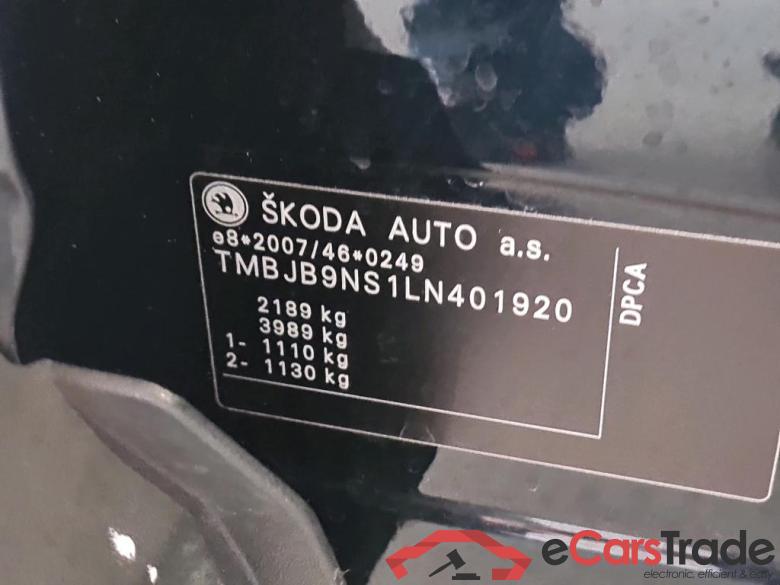 ŠKODA AUTO a.s.
e8*2007/46*0249
TMBJB9NS1LN401920
2189 kg
3989 kg
1- 1110 kg
2- 1130 kg
DPCA
eCarsTrade
electronic, efficient & easy